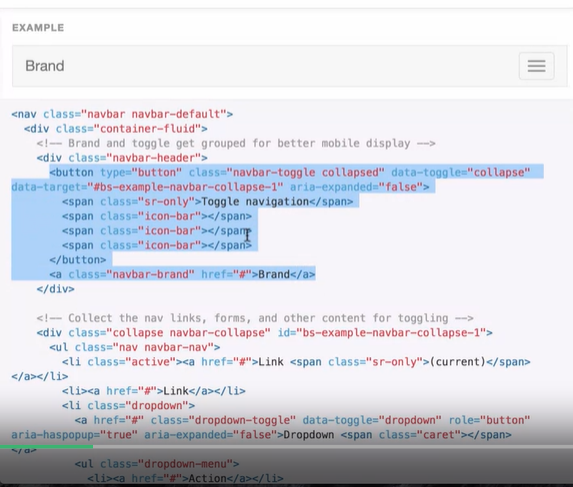 EXAMPLE
Brand
<nav class="navbar navbar-default">
<div class="container-fluid">
<!-- Brand and toggle get grouped for better mobile display -->
<div class="navbar-header">
<button type="button" class="navbar-toggle collapsed" data-toggle="collapse"
data-target="#bs-example-navbar-collapse-1" aria-expanded="false">
<span class="sr-only">Toggle navigation</span>
<span class="icon-bar"></span>
<span class="icon-bar"></span>
<span class="icon-bar"></span>
</button>
<a class="navbar-brand" href="#">Brand</a>
</div>
<!-- Collect the nav links, forms, and other content for toggling -->
<div class="collapse navbar-collapse" id="bs-example-navbar-collapse-1">
<ul class="nav navbar-nav">
<li class="active"><a href="#">Link <span class="sr-only">(current)</span>
</a></li>
<li><a href="#">Link</a></li>
<li class="dropdown">
<a href="#" class="dropdown-toggle" data-toggle="dropdown" role="button"
aria-haspopup="true" aria-expanded="false">Dropdown <span class="caret"></span>
</a>
<ul class="dropdown-menu">
<li><a href="#">Action</a></li>